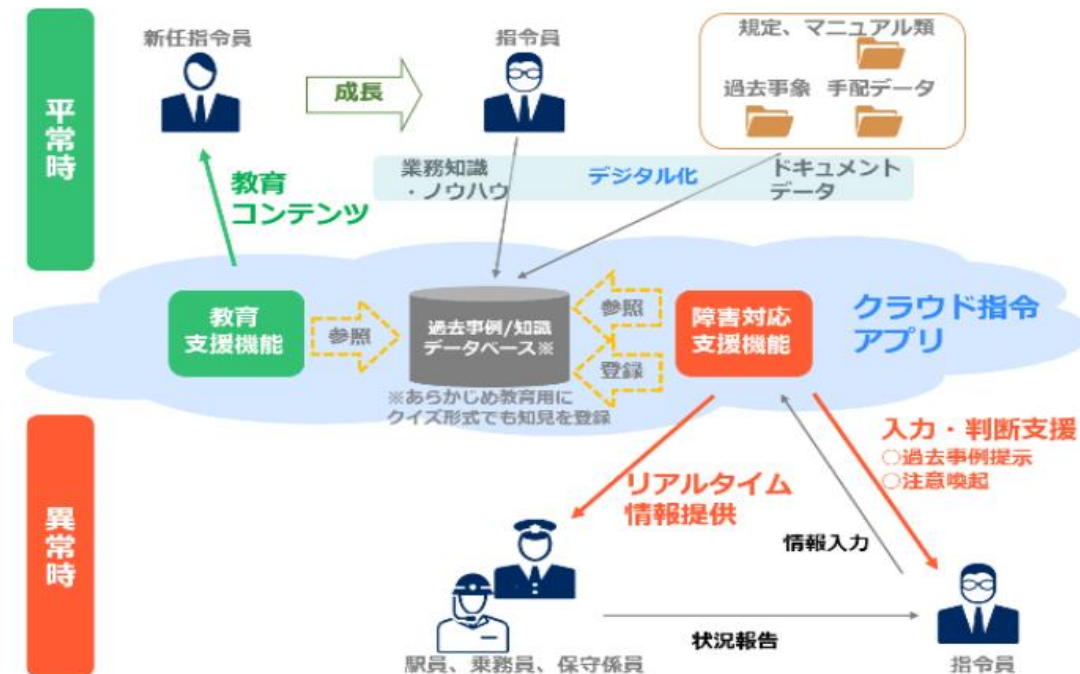 平常時
新任指令員
成長
指令員
規定、マニュアル類
過去事象 手配データ
業務知識
・ノウハウ
デジタル化
ドキュメント
データ
教育
コンテンツ
教育
支援機能
参照
過去事例/知識
データベース※
参照
登録
障害対応
支援機能
クラウド指令
アプリ
※あらかじめ教育用に
クイズ形式でも知見を登録
異常時
リアルタイム
情報提供
入力・判断支援
○過去事例提示
○注意喚起
情報入力
状況報告
駅員、乗務員、保守係員
指令員